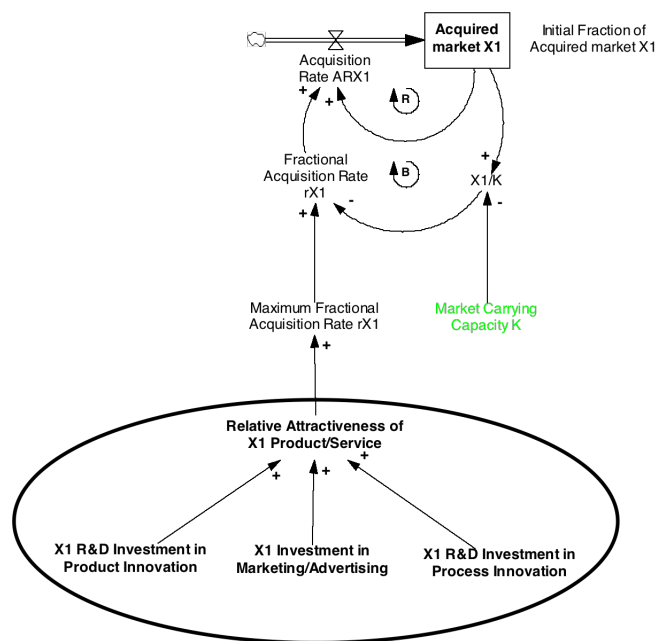 Acquired
market X1
Initial Fraction of
Acquired market X1
Acquisition
Rate ARX1
+
+
R
Fractional
Acquisition Rate
rX1
+
B
+
X1/K
-
-
Maximum Fractional
Acquisition Rate rX1
+
Market Carrying
Capacity K
Relative Attractiveness of
X1 Product/Service
+
+
+
X1 R&D Investment in
Product Innovation
X1 Investment in
Marketing/Advertising
X1 R&D Investment in
Process Innovation